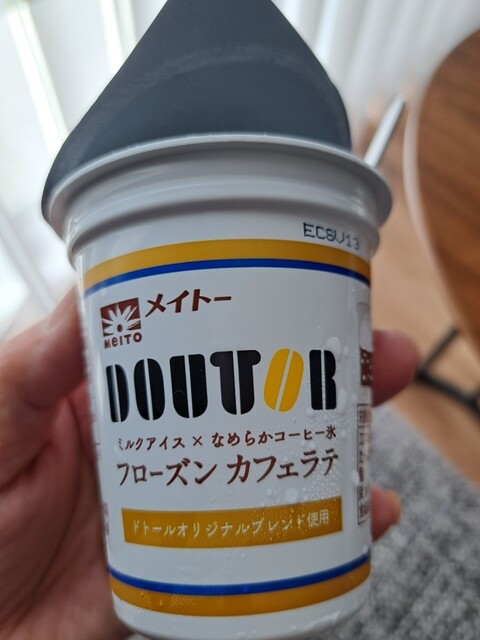 EC8V13
メイトー
MEITO
DOUTOR
ミルクアイス×なめらかコーヒー氷
フローズン カフェラテ
ドトールオリジナルブレンド使用